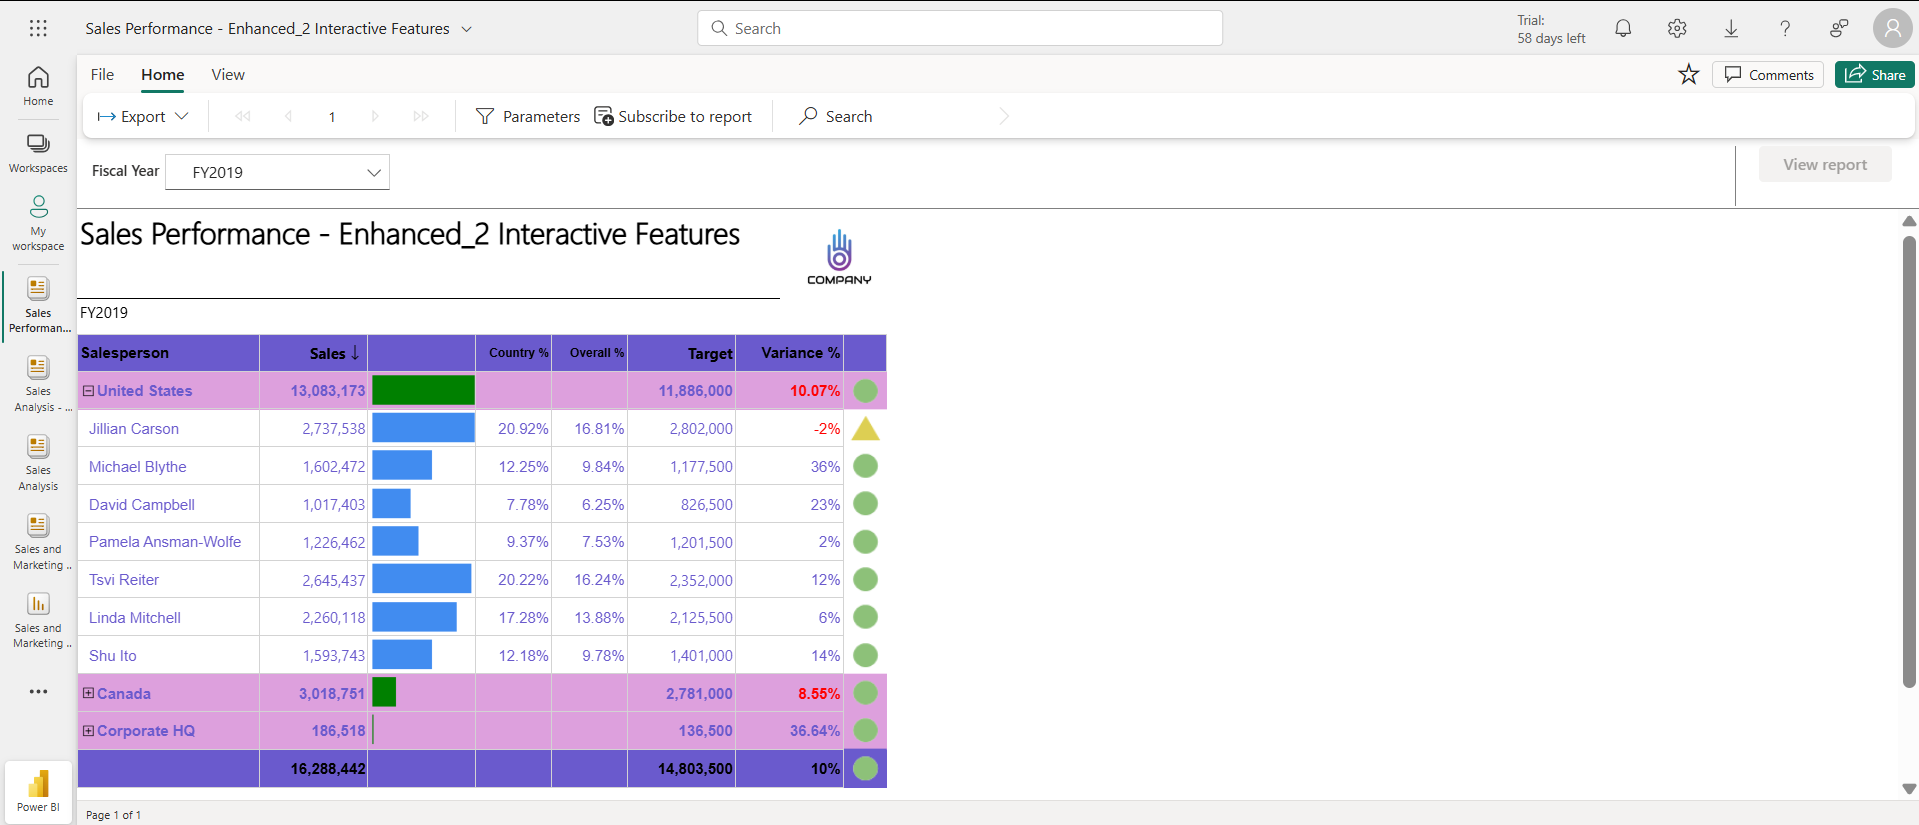 Sales Performance - Enhanced_2 Interactive Features
Search
Trial:
58 days left
File Home View
Comments Share
Export 1 Parameters Subscribe to report Search
Fiscal Year FY2019 View report
Home
Workspaces
My
workspace
Sales
Performan...
Sales
Analysis - ...
Sales
Analysis
Sales and
Marketing ..
Sales and
Marketing ..
Power BI
Sales Performance - Enhanced_2 Interactive Features
COMPANY
FY2019
Salesperson Sales Country % Overall % Target Variance %
United States 13,083,173 11,886,000 10.07%
Jillian Carson 2,737,538 20.92% 16.81% 2,802,000 -2%
Michael Blythe 1,602,472 12.25% 9.84% 1,177,500 36%
David Campbell 1,017,403 7.78% 6.25% 826,500 23%
Pamela Ansman-Wolfe 1,226,462 9.37% 7.53% 1,201,500 2%
Tsvi Reiter 2,645,437 20.22% 16.24% 2,352,000 12%
Linda Mitchell 2,260,118 17.28% 13.88% 2,125,500 6%
Shu Ito 1,593,743 12.18% 9.78% 1,401,000 14%
Canada 3,018,751 2,781,000 8.55%
Corporate HQ 186,518 136,500 36.64%
16,288,442 14,803,500 10%
Page 1 of 1